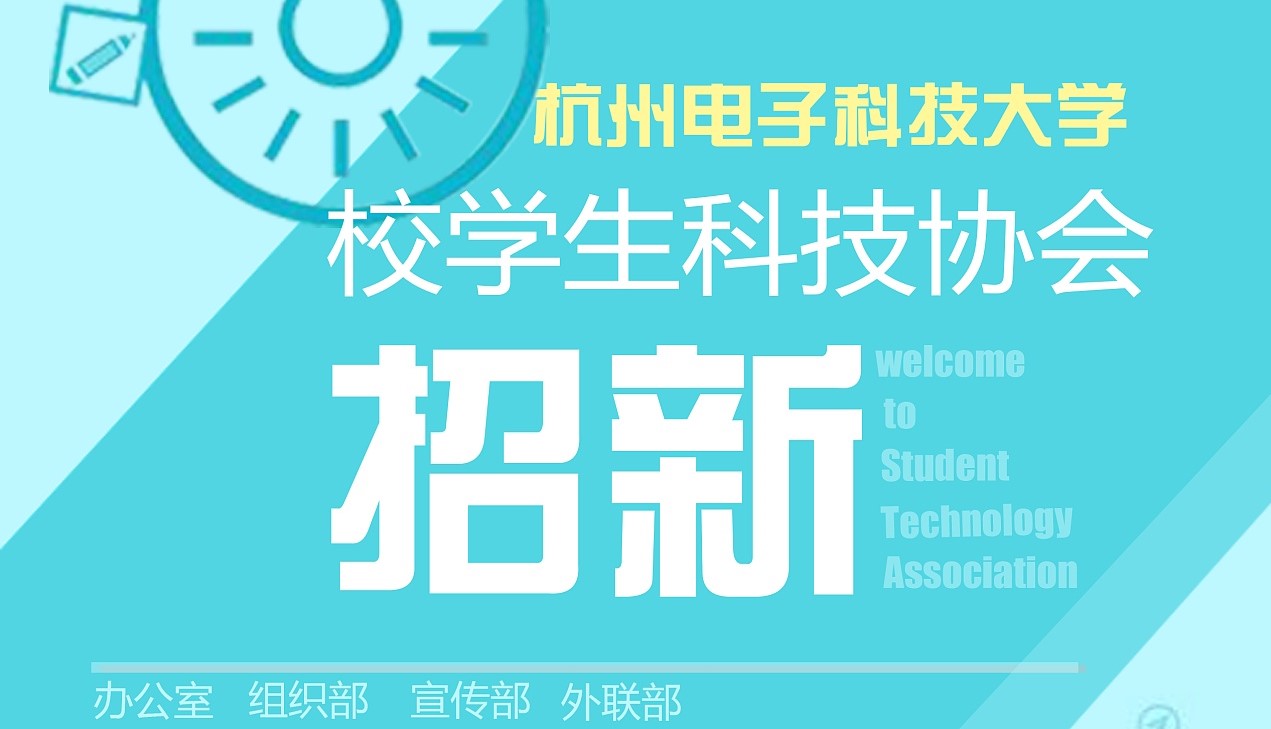 杭州电子科技大学
校学生科技协会
招新
welcome
to
Student
Technology
Association
办公室 组织部 宣传部 外联部